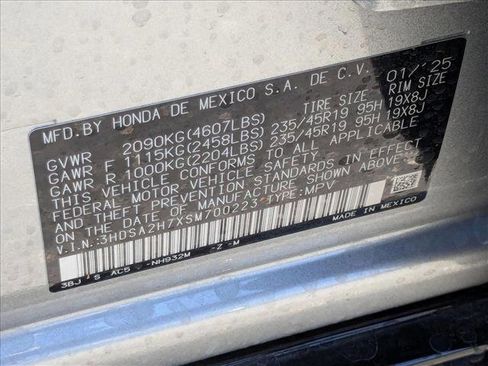 MFD.BY HONDA DE MEXICO S.A. DE C.V. 01/'25
GVWR 2090KG(4607LBS) TIRE SIZE RIM SIZE
GAWR F 1115KG(2458LBS) 235/45R19 95H 19X8J
GAWR R 1000KG(2204LBS) 235/45R19 95H 19X8J
THIS VEHICLE CONFORMS TO ALL APPLICABLE
FEDERAL MOTOR VEHICLE SAFETY BUMPER,
AND THEFT PREVENTION STANDARDS IN EFFECT
ON THE DATE OF MANUFACTURE SHOWN ABOVE.
V.I.N.:3HDSA2H7XSM700223 TYPE: MPV
MADE IN MEXICO
3BJ S AC5 -NH932M -Z -M